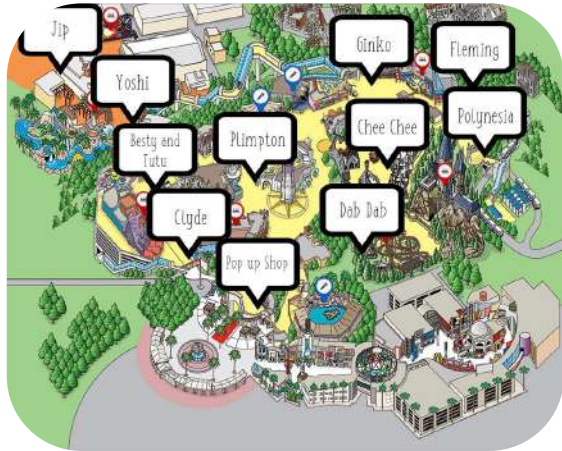 Jip
Ginko
Fleming
Yoshi
Besty and
Tutu
Plimpton
Chee Chee
Polynesia
Clyde
Dab Dab
Pop up Shop